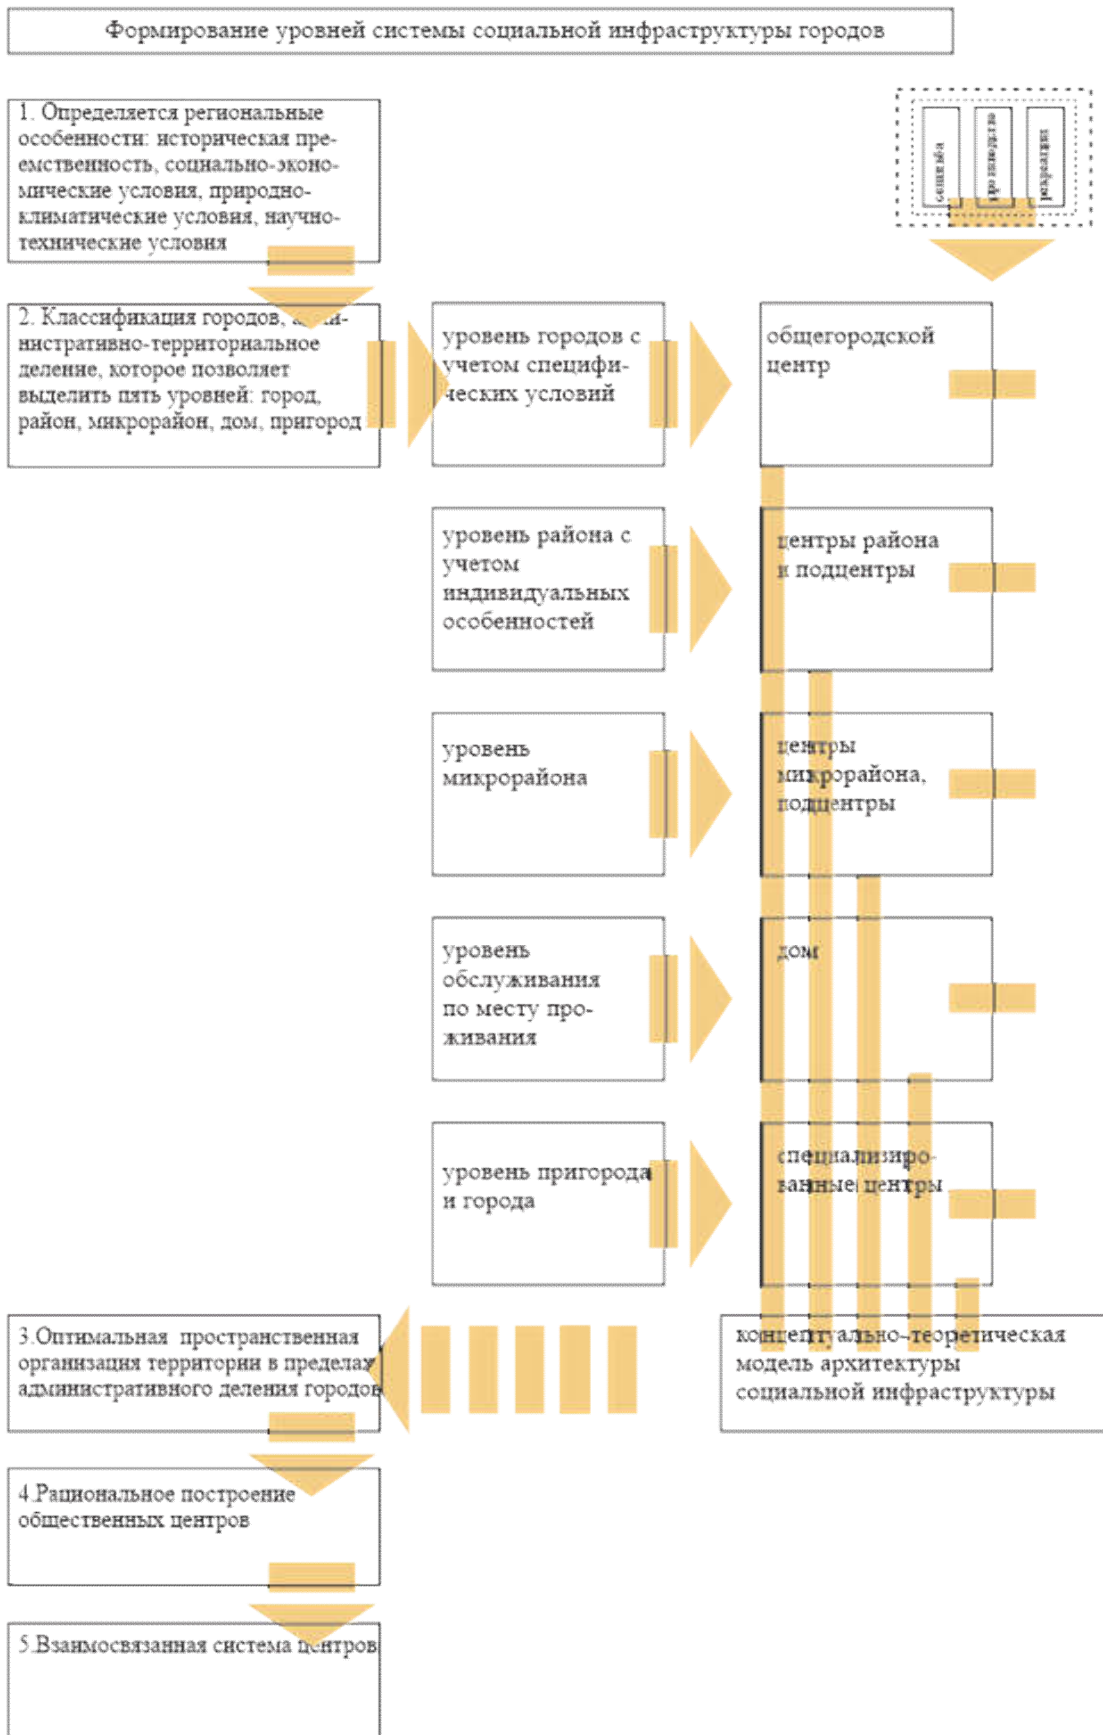 Формирование уровней системы социальной инфраструктуры городов
1. Определяется региональные
особенности: историческая пре-
емственность, социально-эконо-
мические условия, природно-
климатические условия, научно-
технические условия
производство
рекреация
2. Классификация городов, админи-
нистративно-территориальное
деление, которое позволяет
выделить пять уровней: город,
район, микрорайон, дом, пригород
уровень городов с
учетом специфи-
ческих условий
общегородской
центр
уровень района с
учетом
индивидуальных
особенностей
центры района
и подцентры
уровень
микрорайона
центры
микрорайона,
подцентры
уровень
обслуживания
по месту про-
живания
дом
уровень пригорода
и города
специализиро-
ванные центры
3.Оптимальная пространственная
организация территории в пределах
административного деления городов
концептуально-теоретическая
модель архитектуры
социальной инфраструктуры
4.Рациональное построение
общественных центров
5.Взаимосвязанная система центров